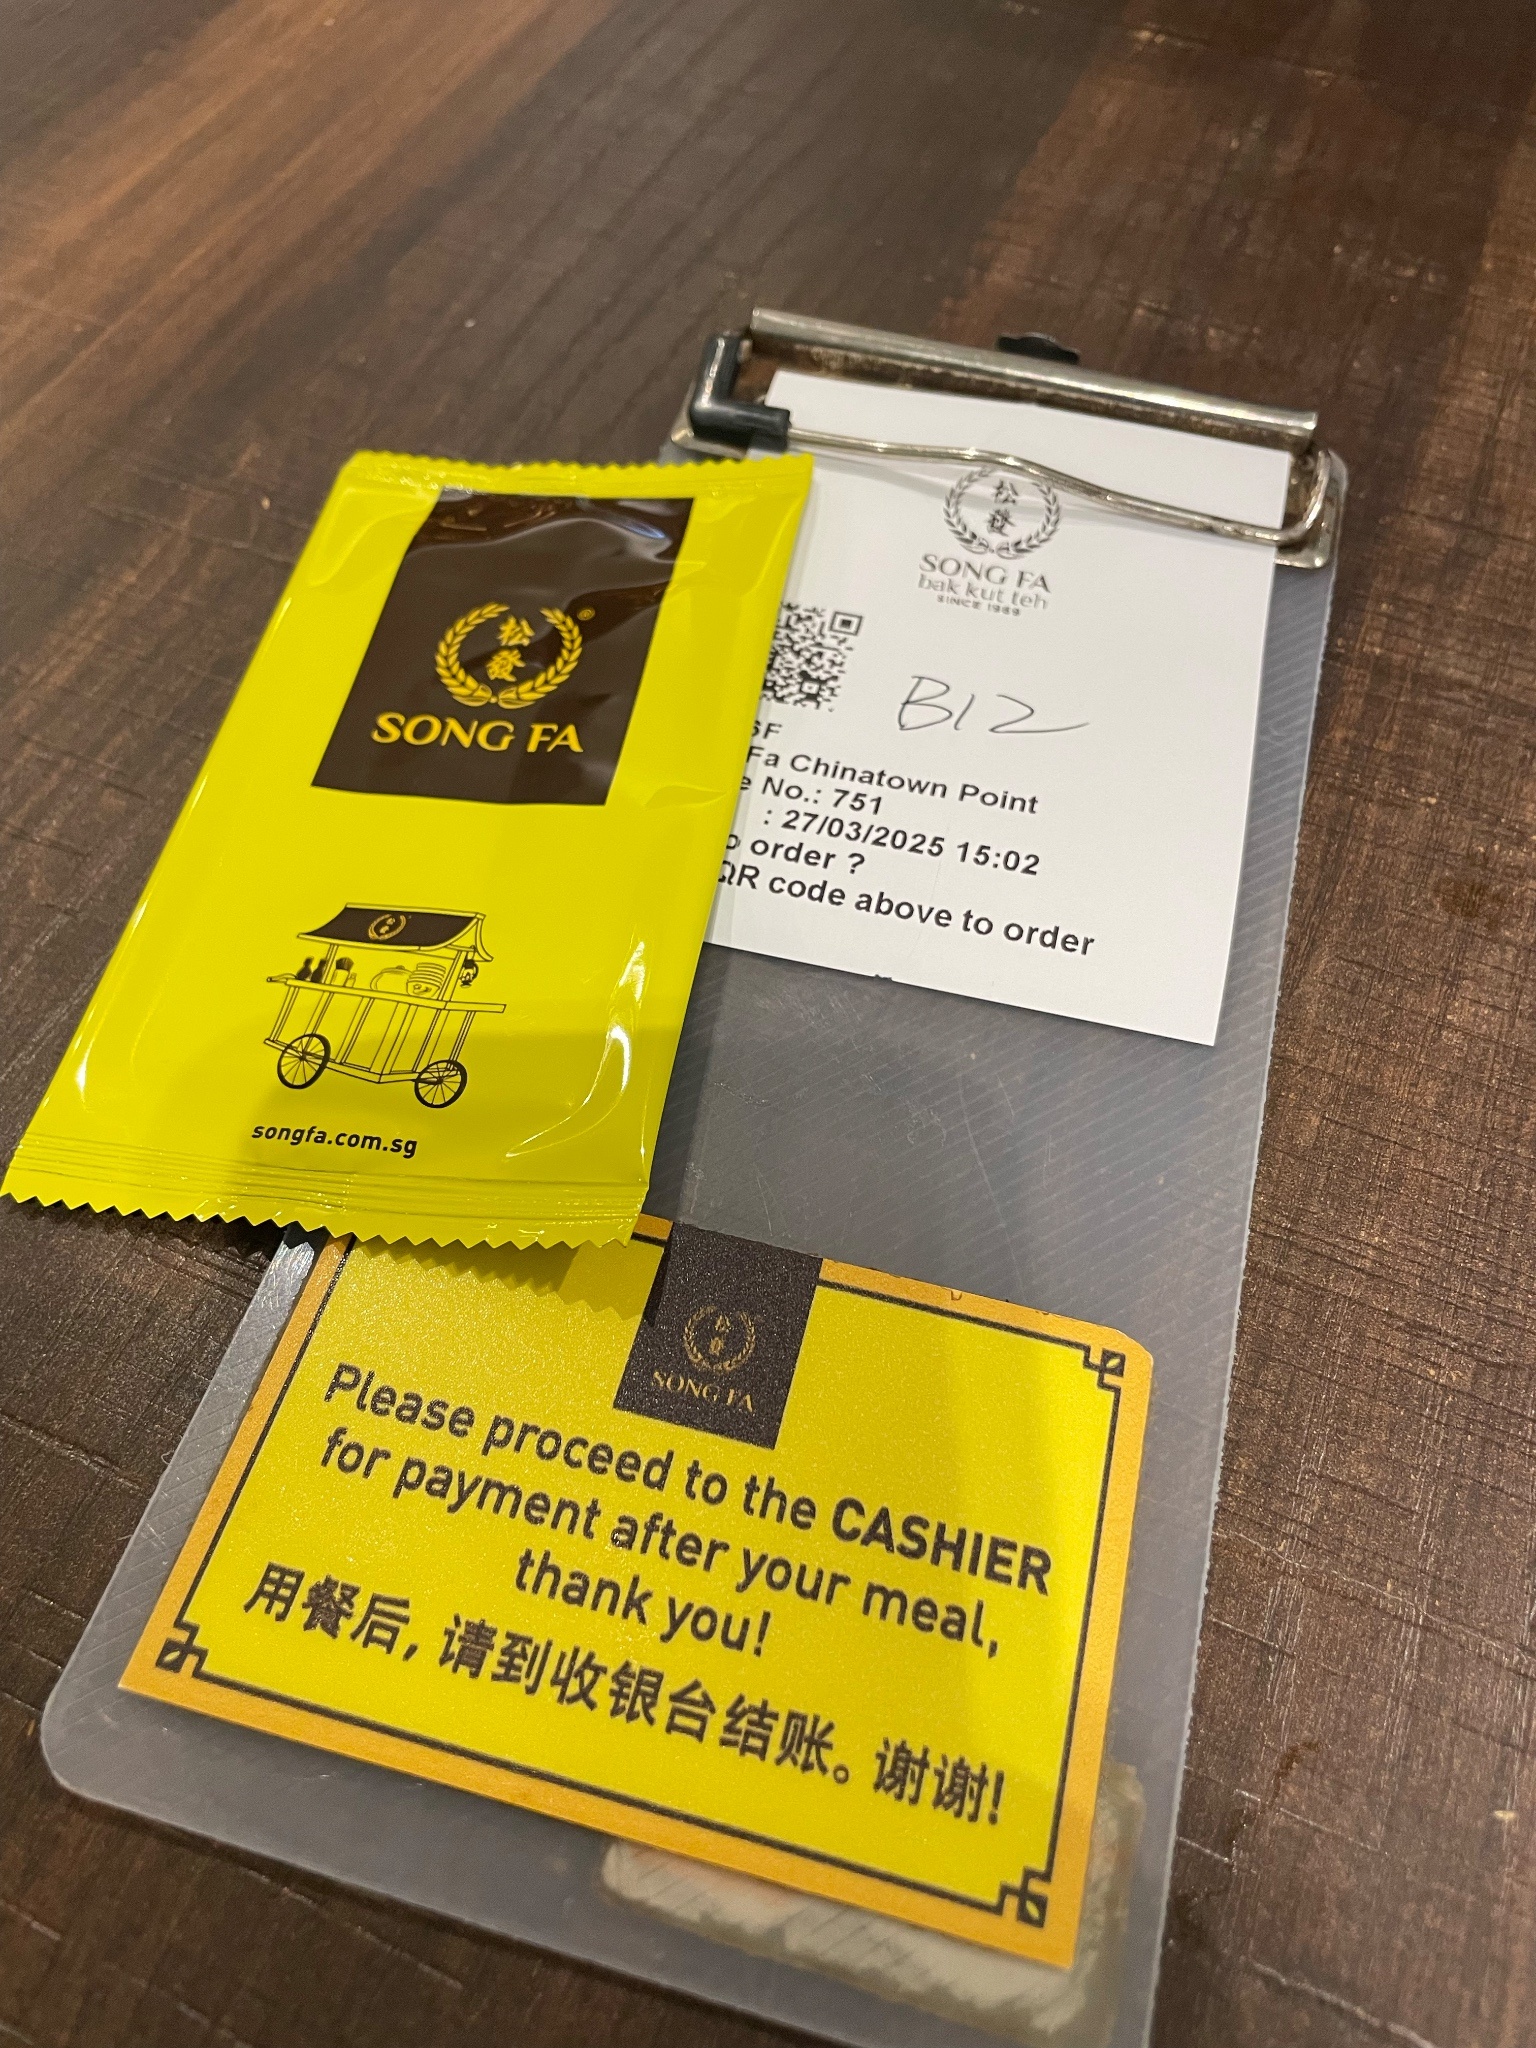 松
發
SONG FA
songfa.com.sg
松
發
SONG FA
bak kut teh
SINCE 1969
B12
Fa Chinatown Point
No.: 751
: 27/03/2025 15:02
order ?
QR code above to order
松
發
SONG FA
Please proceed to the CASHIER
for payment after your meal,
thank you!
用餐后, 请到收银台结账。谢谢!